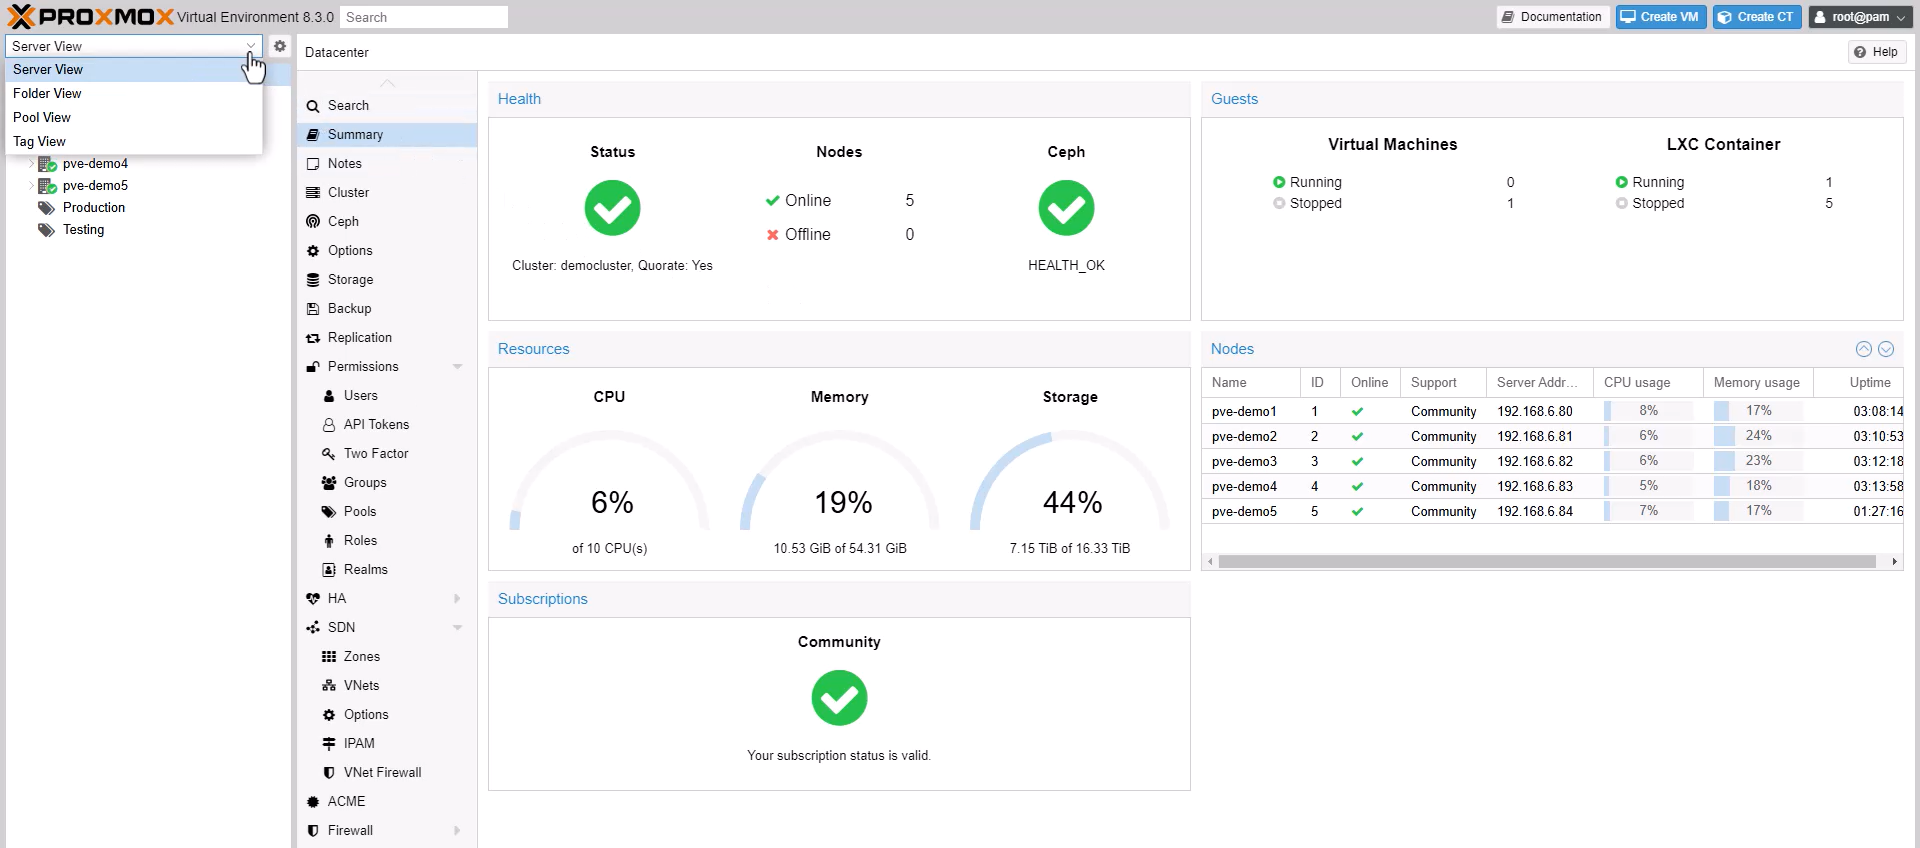 PROXMOX Virtual Environment 8.3.0 Search Documentation Create VM Create CT root@pam
Server View
Server View
Folder View
Pool View
Tag View
pve-demo4
pve-demo5
Production
Testing
Datacenter Help
Search
Summary
Notes
Cluster
Ceph
Options
Storage
Backup
Replication
Permissions
Users
API Tokens
Two Factor
Groups
Pools
Roles
Realms
HA
SDN
Zones
VNets
Options
IPAM
VNet Firewall
ACME
Firewall
Health
Status Nodes Ceph
Online 5
Offline 0
Cluster: democluster, Quorate: Yes HEALTH_OK
Guests
Virtual Machines LXC Container
Running 0 Running 1
Stopped 1 Stopped 5
Resources
CPU Memory Storage
6% 19% 44%
of 10 CPU(s) 10.53 GiB of 54.31 GiB 7.15 TiB of 16.33 TiB
Nodes
Name ID Online Support Server Addr... CPU usage Memory usage Uptime
pve-demo1 1 Community 192.168.6.80 8% 17% 03:08:14
pve-demo2 2 Community 192.168.6.81 6% 24% 03:10:53
pve-demo3 3 Community 192.168.6.82 6% 23% 03:12:18
pve-demo4 4 Community 192.168.6.83 5% 18% 03:13:58
pve-demo5 5 Community 192.168.6.84 7% 17% 01:27:16
Subscriptions
Community
Your subscription status is valid.